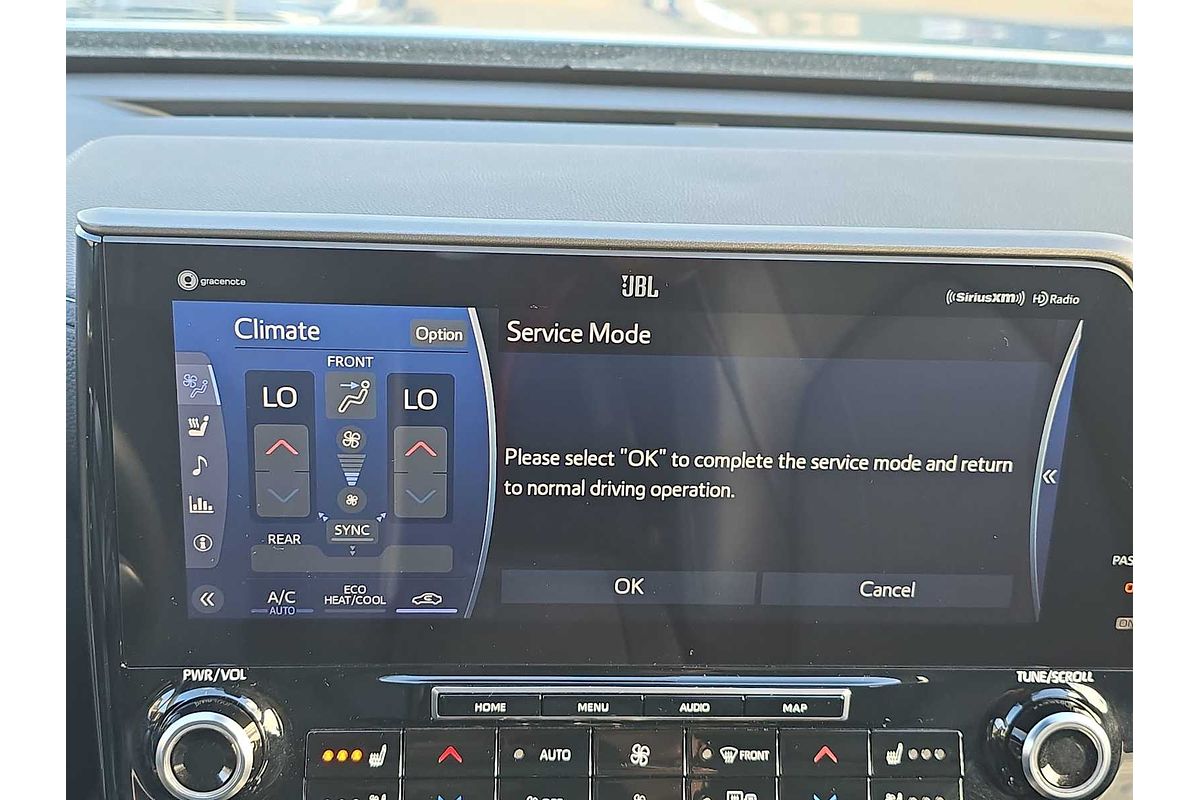 gracenote
JBL
((SiriusXM))
HD Radio
Climate
Option
Service Mode
FRONT
LO
LO
Please select "OK" to complete the service mode and return
to normal driving operation.
SYNC
REAR
A/C
AUTO
ECO
HEAT/COOL
OK
Cancel
PAS
ON
PWR/VOL
TUNE/SCROLL
HOME
MENU
AUDIO
MAP
AUTO
FRONT